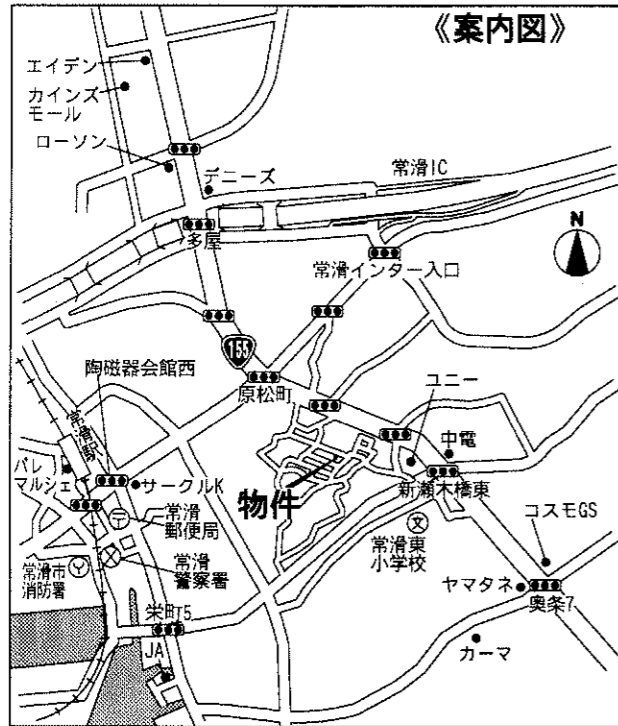 《案内図》
エイデン
カインズ
モール
ローソン
デニーズ
常滑IC
多屋
常滑インター入口
N
155
陶磁器会館西
原松町
ユニー
中電
常滑駅
パレ
マルシェ
サークルK
物件
新瀬木橋東
常滑
郵便局
文
常滑東
小学校
コスモGS
常滑市
消防署
常滑
警察署
ヤマタネ
奥条7
栄町5
カーマ
JA